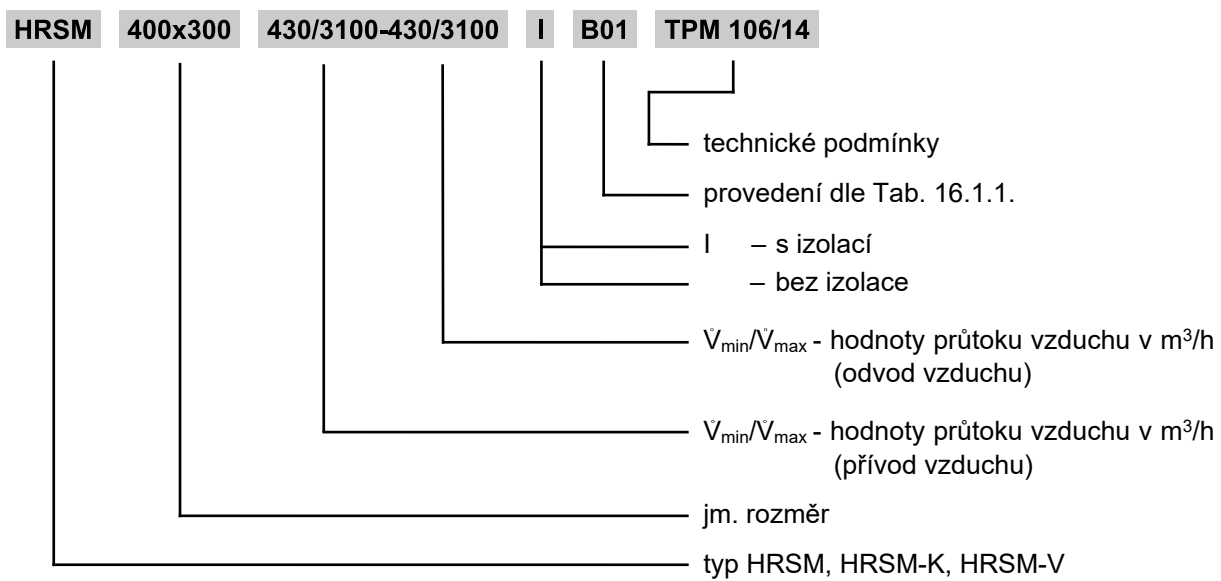 HRSM 400x300 430/3100-430/3100 I B01 TPM 106/14
technické podmínky
provedení dle Tab. 16.1.1.
I – s izolací
– bez izolace
V̊min/V̊max - hodnoty průtoku vzduchu v m³/h
(odvod vzduchu)
V̊min/V̊max - hodnoty průtoku vzduchu v m³/h
(přívod vzduchu)
jm. rozměr
typ HRSM, HRSM-K, HRSM-V